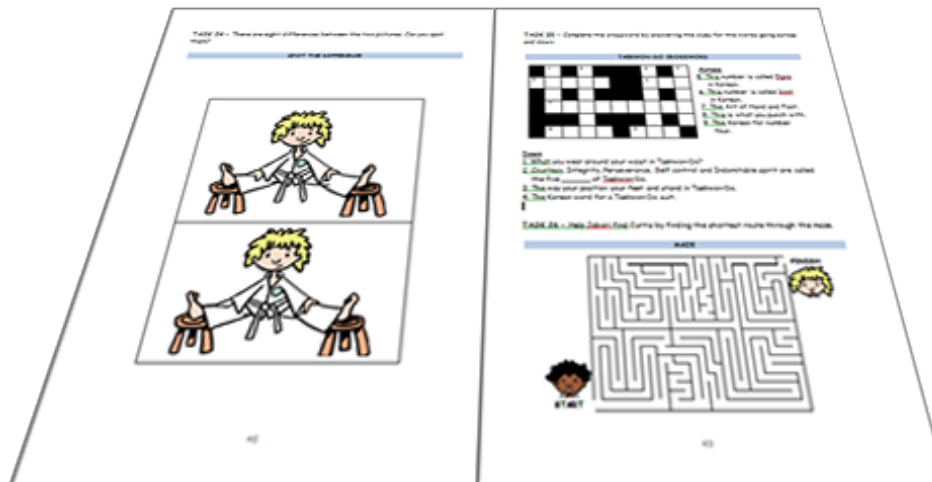 TASK 24 – There are eight differences between the two pictures. Can you spot
them?
SPOT THE DIFFERENCE
TASK 25 – Complete the crossword by answering the clues for the words going across
and down.
TAEKWON-DO CROSSWORD
Across
This number is called
in Korean.
6. This number is called
in Korean.
7. The Art of Hand and Foot.
8. This is what you punch with.
9. The Korean for number
four.
Down
1. What you wear around your waist in Taekwon-Do?
2. Courtesy, Integrity, Perseverance, Self control and Indomitable spirit are called
the five _______ of Taekwon-Do.
3. The way your position your feet and stand in Taekwon-Do.
4. The Korean word for a Taekwon-Do suit.
TASK 26 – Help Jabari find Curtis by finding the shortest route through the maze.
MAZE
FINISH
START